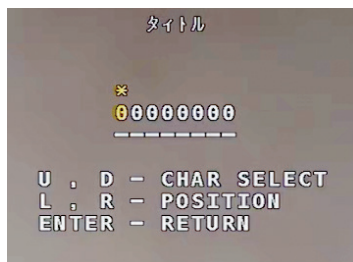 タイトル
*
00000000
--------
U , D - CHAR SELECT
L , R - POSITION
ENTER - RETURN